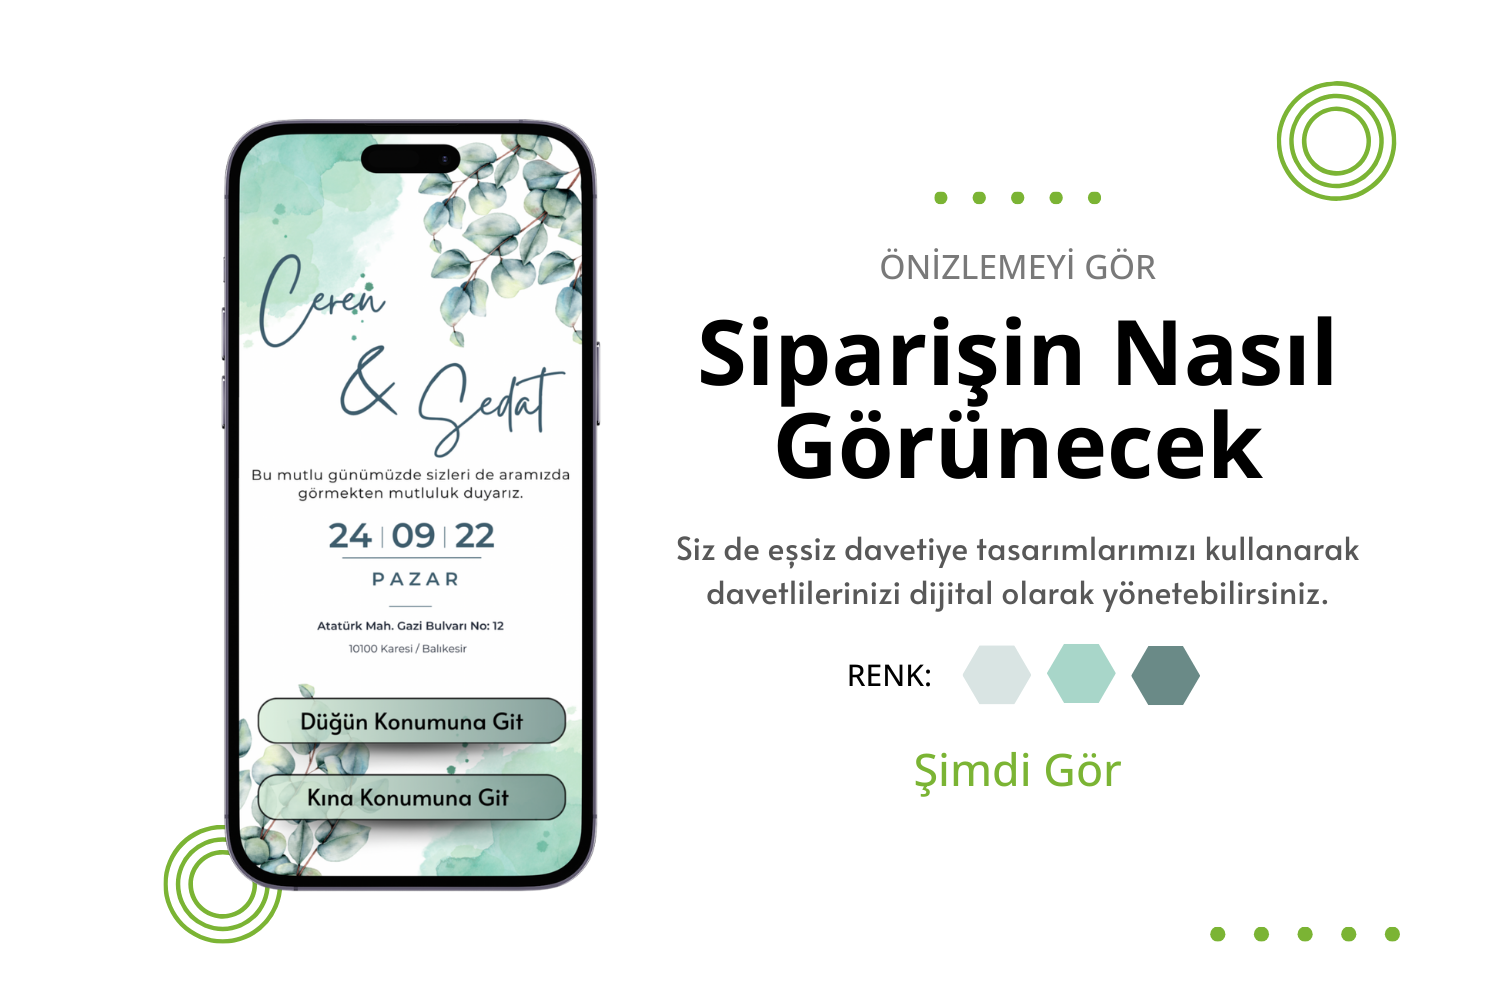 Ceren
& Sedat
Bu mutlu günümüzde sizleri de aramızda
görmekten mutluluk duyarız.
24 | 09 | 22
PAZAR
Atatürk Mah. Gazi Bulvarı No: 12
10100 Karesi / Balıkesir
Düğün Konumuna Git
Kına Konumuna Git
ÖNİZLEMEYİ GÖR
Siparişin Nasıl
Görünecek
Siz de eşsiz davetiye tasarımlarımızı kullanarak
davetlilerinizi dijital olarak yönetebilirsiniz.
RENK:
Şimdi Gör